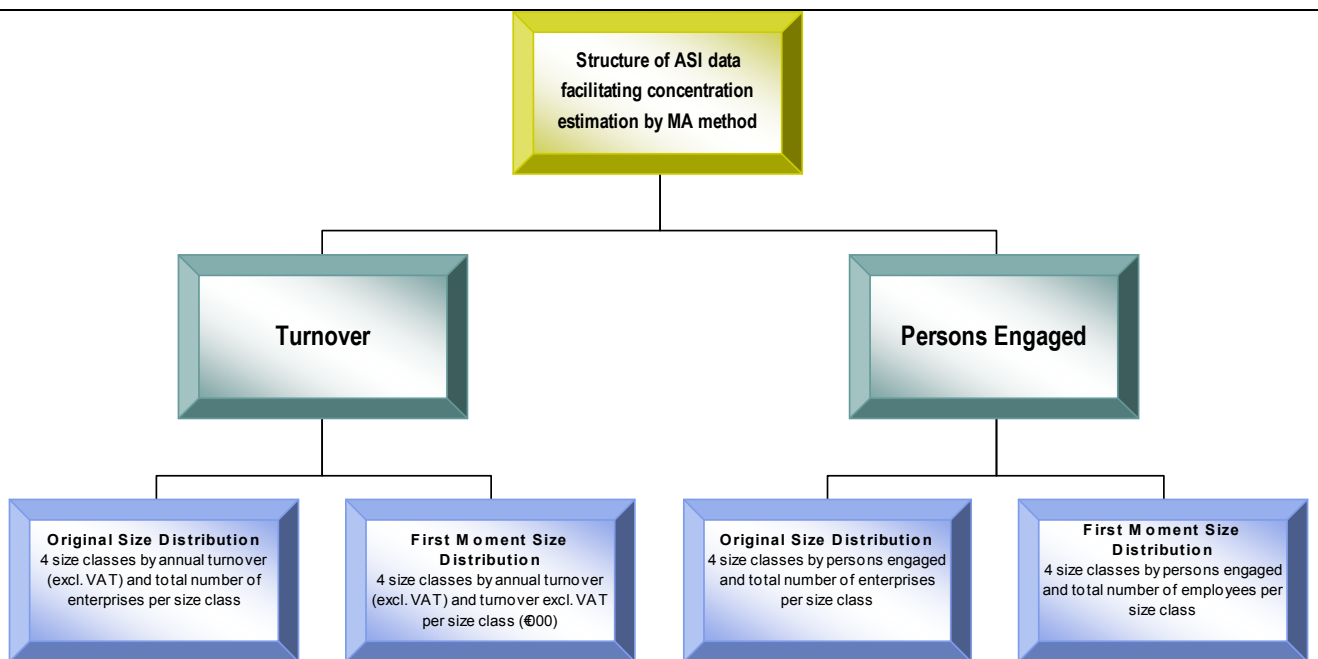 Structure of ASI data
facilitating concentration
estimation by MA method
Turnover
Persons Engaged
Original Size Distribution
4 size classes by annual turnover
(excl. VAT) and total number of
enterprises per size class
First Moment Size
Distribution
4 size classes by annual turnover
(excl. VAT) and turnover excl. VAT
per size class (€000)
Original Size Distribution
4 size classes by persons engaged
and total number of enterprises
per size class
First Moment Size
Distribution
4 size classes by persons engaged
and total number of employees per
size class